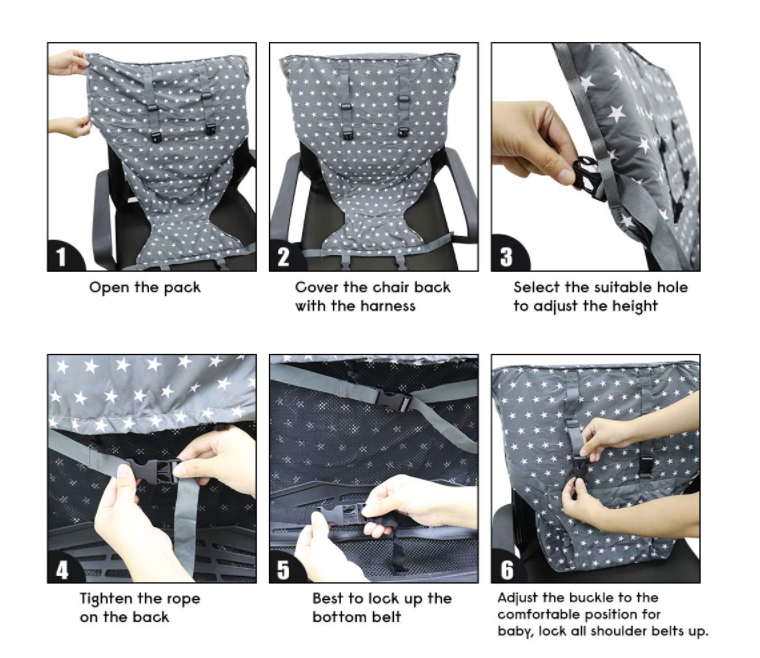 1
Open the pack
2
Cover the chair back
with the harness
3
Select the suitable hole
to adjust the height
4
Tighten the rope
on the back
5
Best to lock up the
bottom belt
6
Adjust the buckle to the
comfortable position for
baby, lock all shoulder belts up.